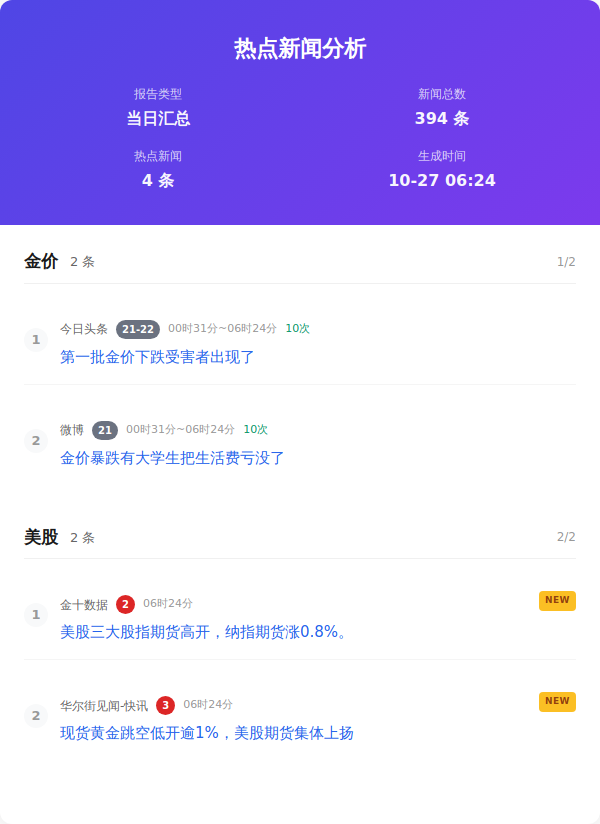 热点新闻分析
报告类型
新闻总数
当日汇总
394 条
热点新闻
生成时间
4 条
10-27 06:24
金价 2 条 1/2
1 今日头条 21-22 00时31分~06时24分 10次
第一批金价下跌受害者出现了
2 微博 21 00时31分~06时24分 10次
金价暴跌有大学生把生活费亏没了
美股 2 条 2/2
1 金十数据 2 06时24分 NEW
美股三大股指期货高开，纳指期货涨0.8%。
2 华尔街见闻-快讯 3 06时24分 NEW
现货黄金跳空低开逾1%，美股期货集体上扬